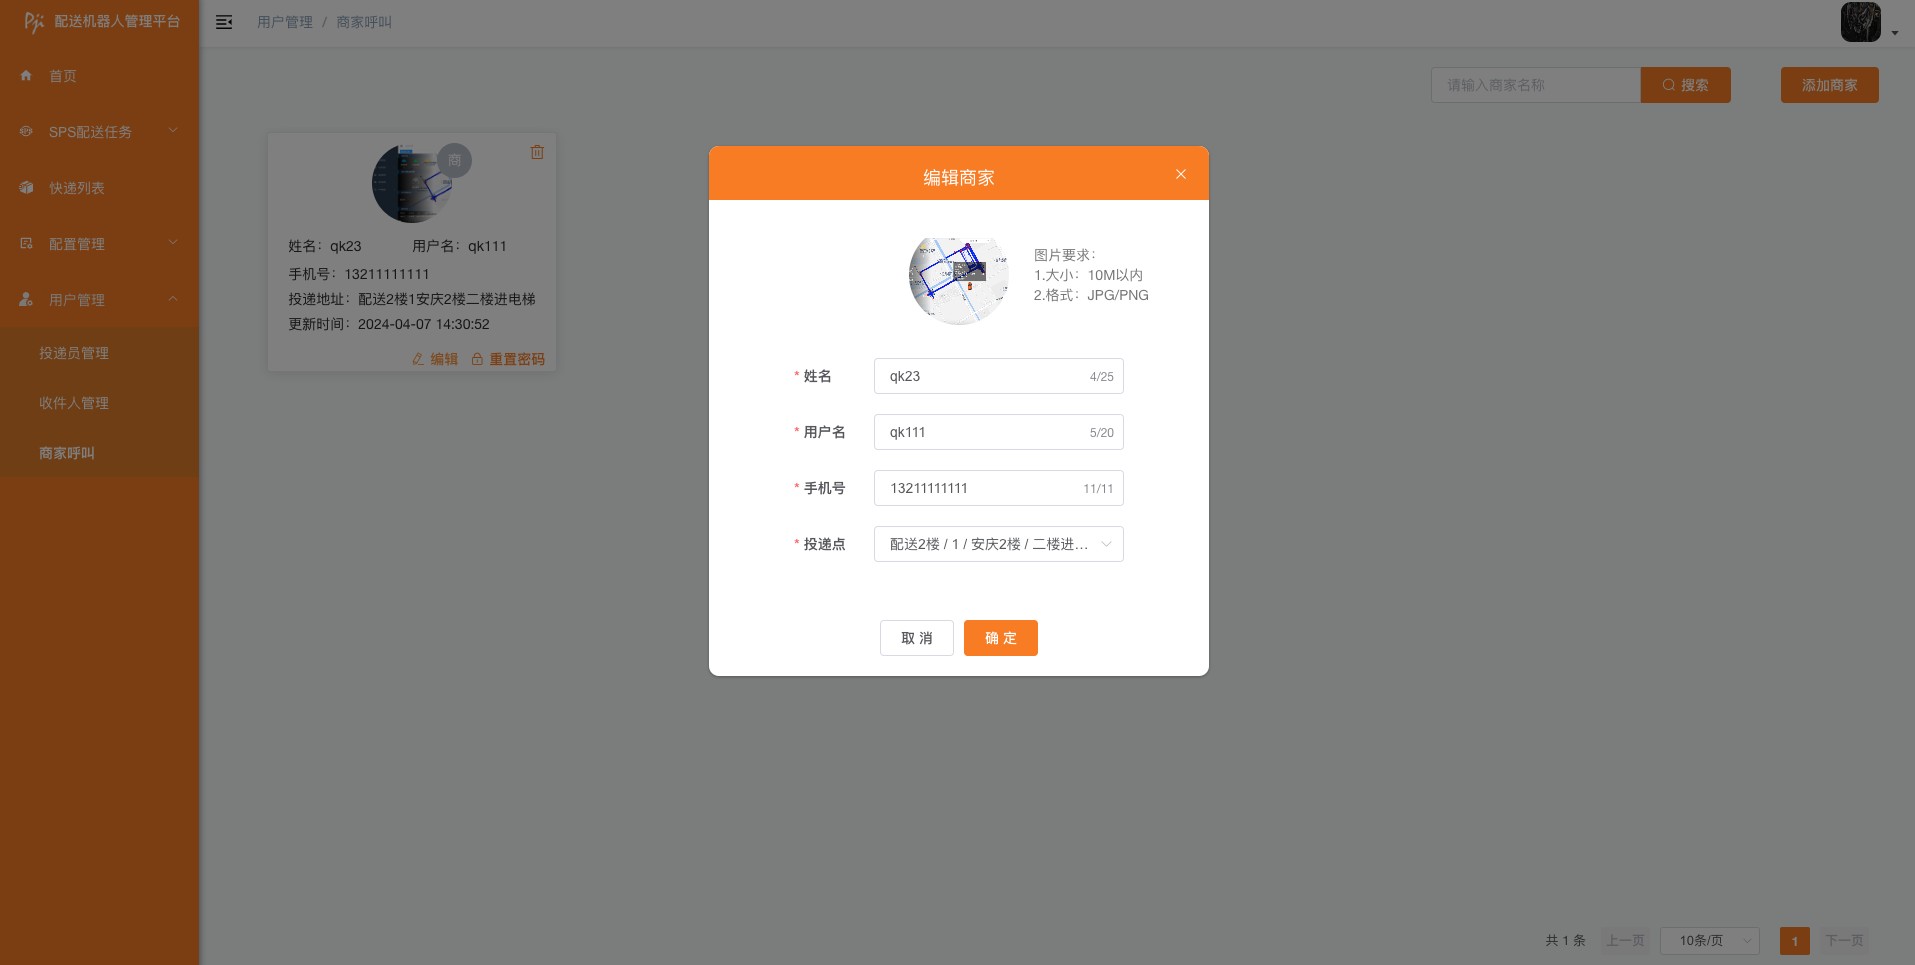 配送机器人管理平台
用户管理 / 商家呼叫
首页
SPS配送任务
快递列表
配置管理
用户管理
投递员管理
收件人管理
商家呼叫
请输入商家名称
搜索
添加商家
商
姓名：qk23 用户名：qk111
手机号：13211111111
投递地址：配送2楼1安庆2楼二楼进电梯
更新时间：2024-04-07 14:30:52
编辑 重置密码
编辑商家
图片要求：
1.大小：10M以内
2.格式：JPG/PNG
* 姓名 qk23 4/25
* 用户名 qk111 5/20
* 手机号 13211111111 11/11
* 投递点 配送2楼 / 1 / 安庆2楼 / 二楼进...
取 消 确 定
共 1 条 上一页 10条/页 1 下一页